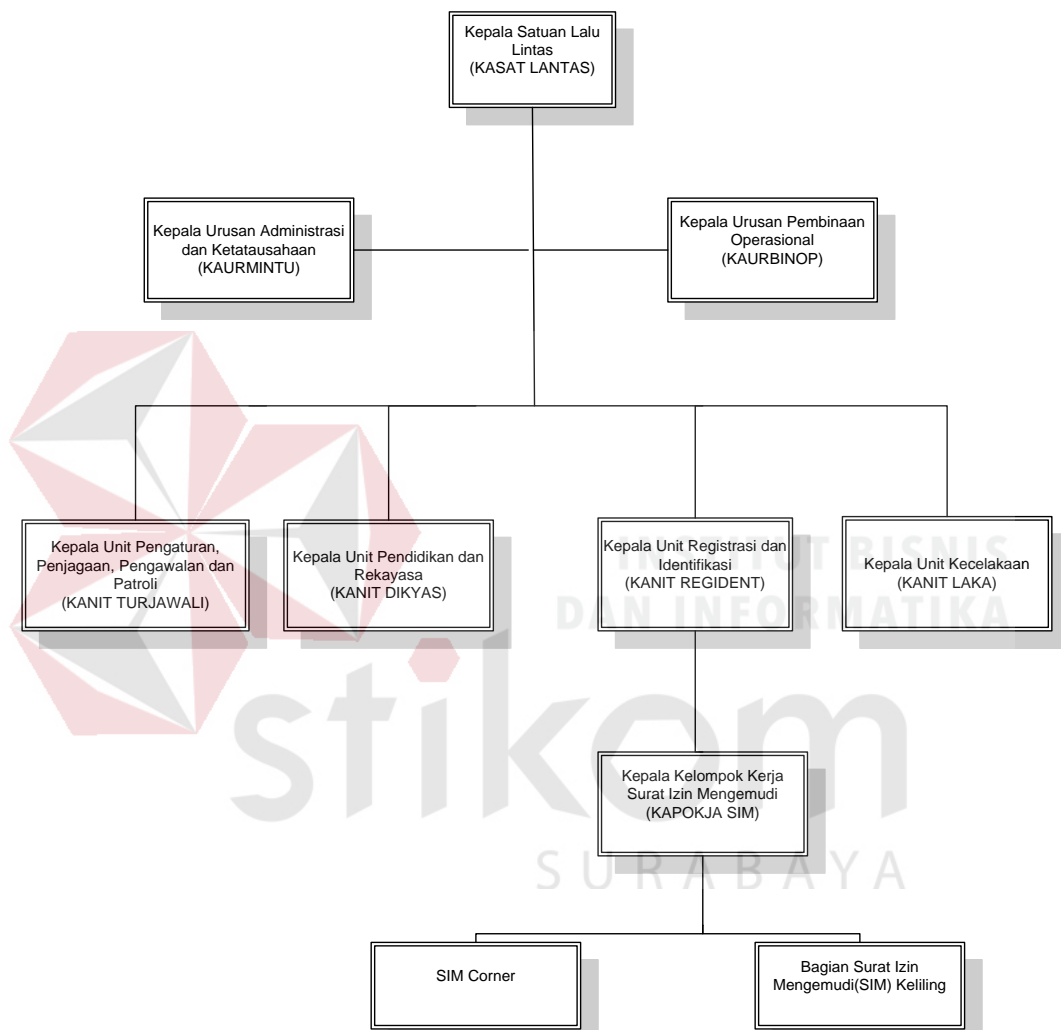 Kepala Satuan Lalu
Lintas
(KASAT LANTAS)
Kepala Urusan Administrasi
dan Ketatausahaan
(KAURMINTU)
Kepala Urusan Pembinaan
Operasional
(KAURBINOP)
Kepala Unit Pengaturan,
Penjagaan, Pengawalan dan
Patroli
(KANIT TURJAWALI)
Kepala Unit Pendidikan dan
Rekayasa
(KANIT DIKYAS)
Kepala Unit Registrasi dan
Identifikasi
(KANIT REGIDENT)
Kepala Unit Kecelakaan
(KANIT LAKA)
INSTITUT BISNIS
DAN INFORMATIKA
stikom
SURABAYA
Kepala Kelompok Kerja
Surat Izin Mengemudi
(KAPOKJA SIM)
SIM Corner
Bagian Surat Izin
Mengemudi(SIM) Keliling